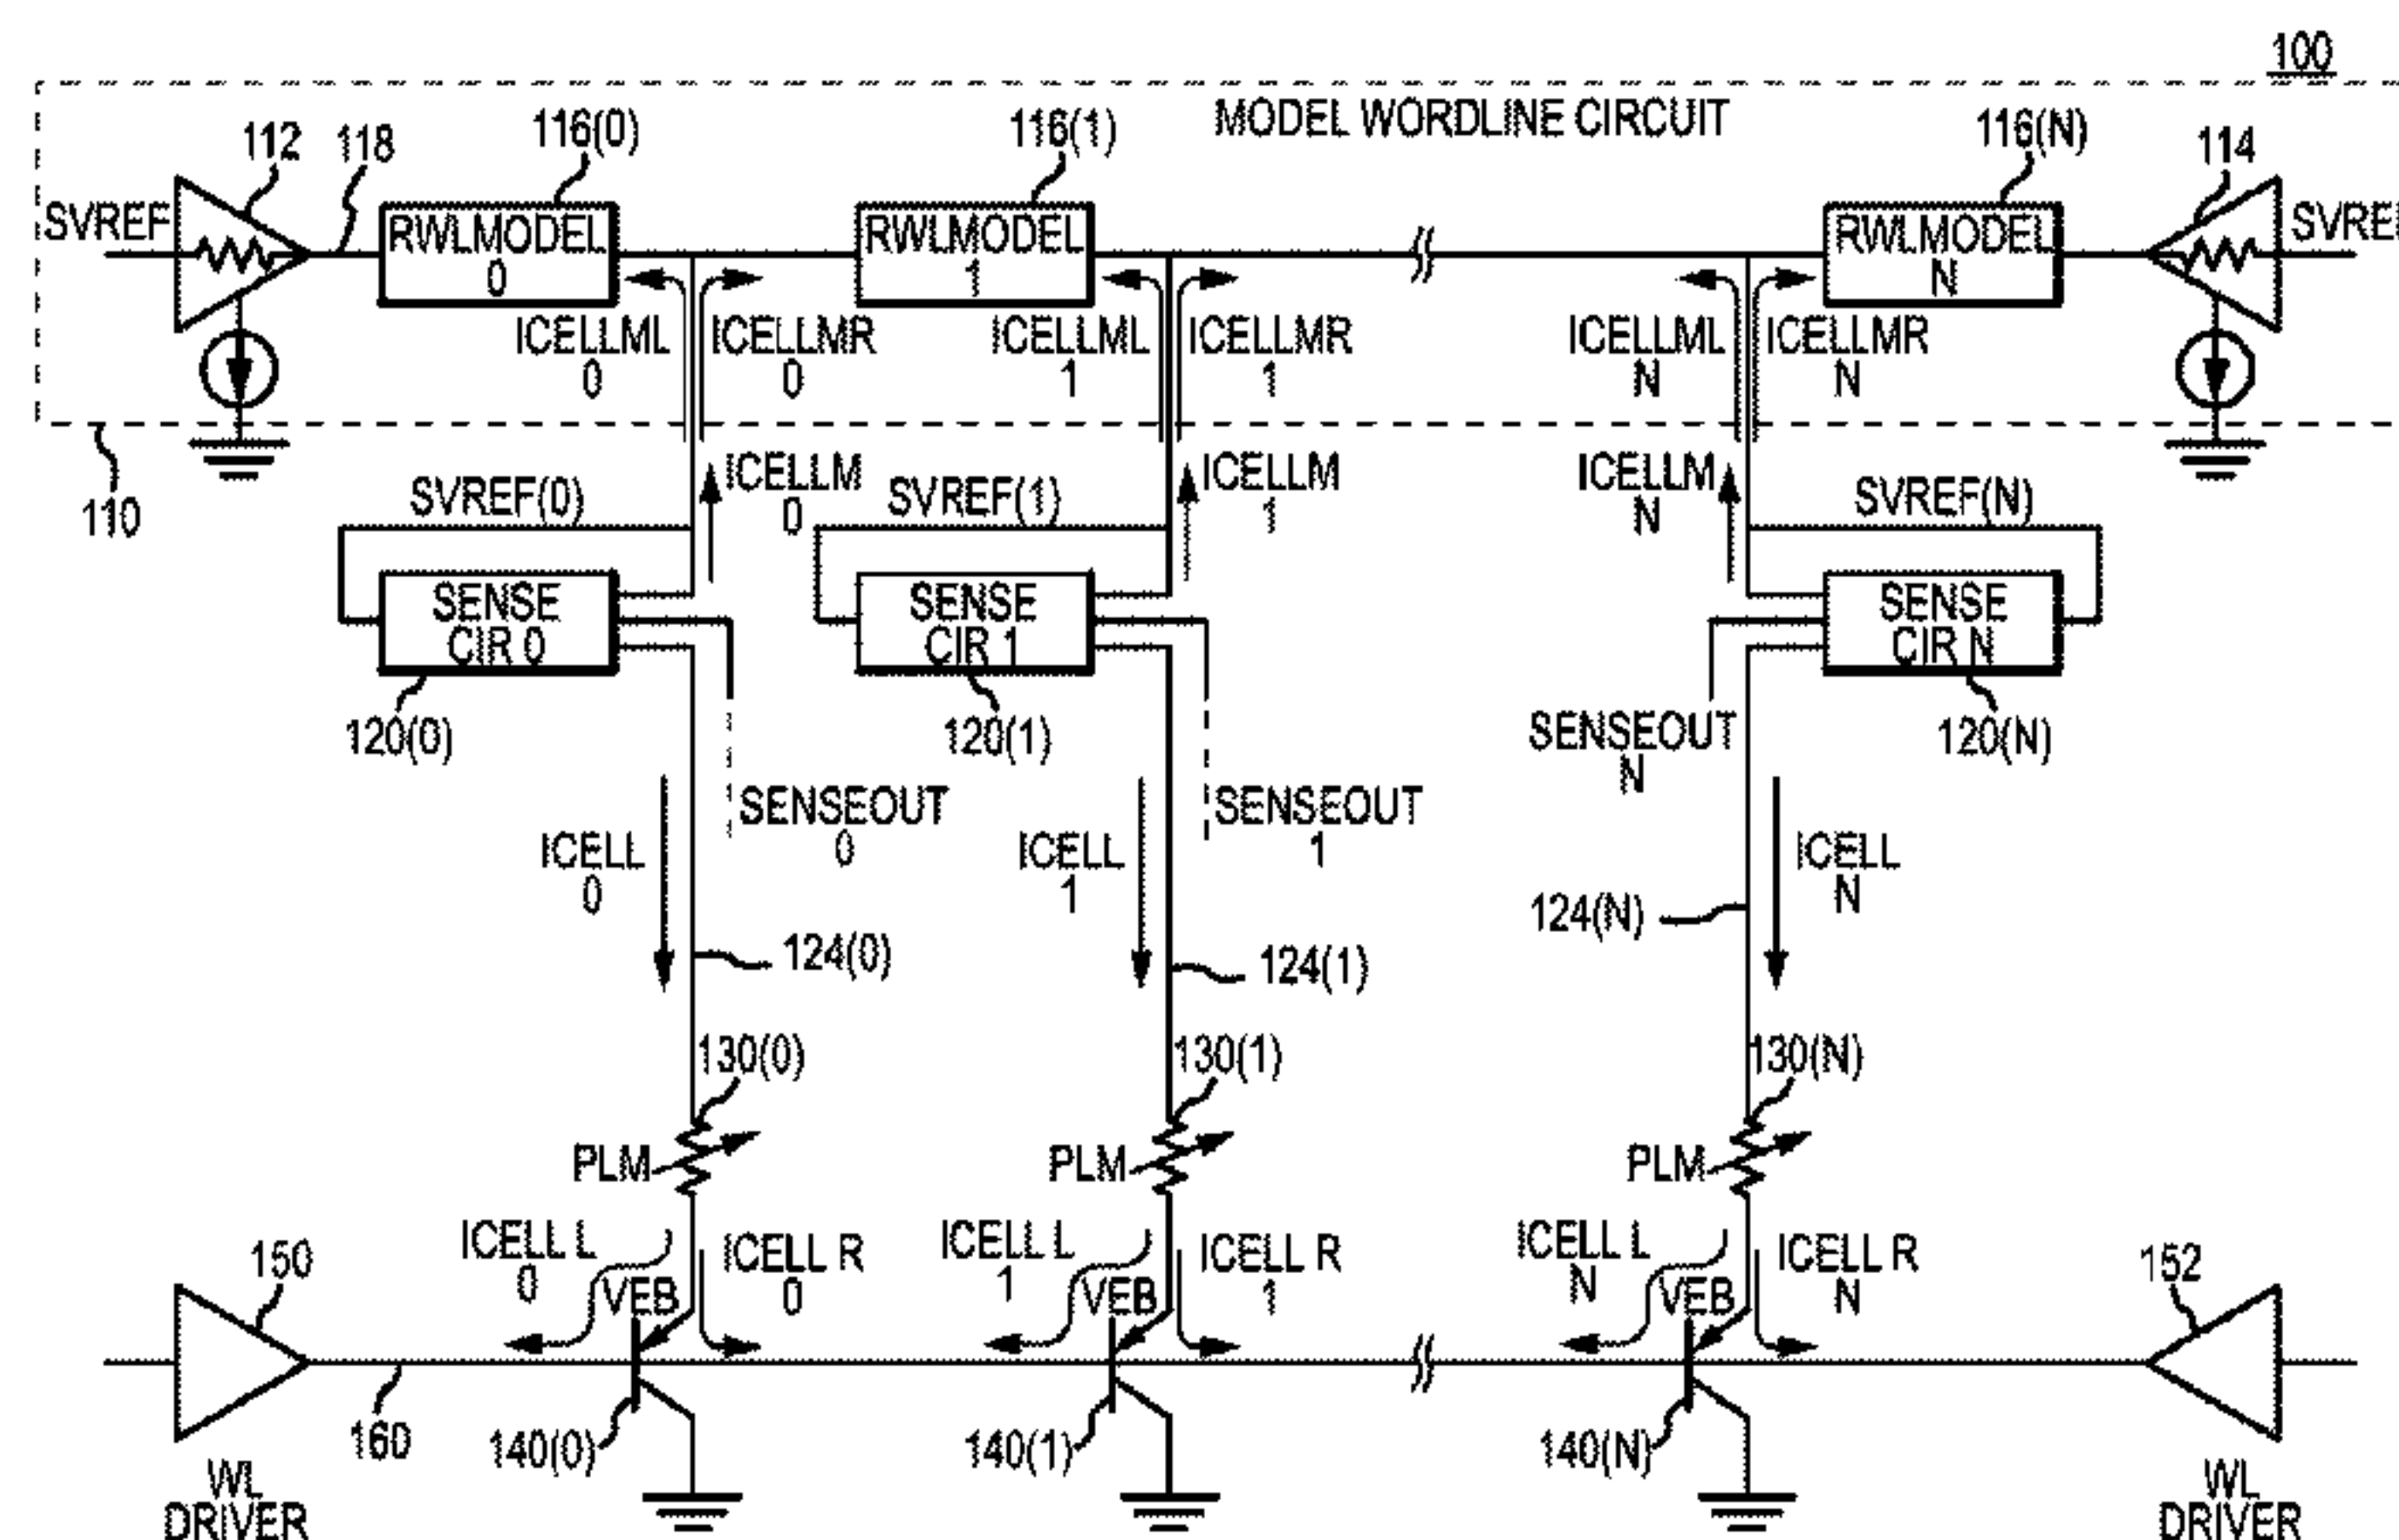 100
MODEL WORDLINE CIRCUIT
112
118
116(0)
116(1)
116(N)
114
SVREF
RWLMODEL
0
RWLMODEL
1
RWLMODEL
N
SVREF
ICELLML
0
ICELLMR
0
ICELLML
1
ICELLMR
1
ICELLML
N
ICELLMR
N
110
SVREF(0)
ICELLM
0
SVREF(1)
ICELLM
1
ICELLM
N
SVREF(N)
SENSE
CIR 0
SENSE
CIR 1
SENSE
CIR N
120(0)
120(1)
SENSEOUT
N
120(N)
SENSEOUT
0
SENSEOUT
1
ICELL
0
ICELL
1
ICELL
N
124(0)
124(1)
124(N)
130(0)
130(1)
130(N)
PLM
PLM
PLM
150
ICELL L
0
VEB
ICELL R
0
ICELL L
1
VEB
ICELL R
1
ICELL L
N
VEB
ICELL R
N
152
160
140(0)
140(1)
140(N)
WL
DRIVER
WL
DRIVER